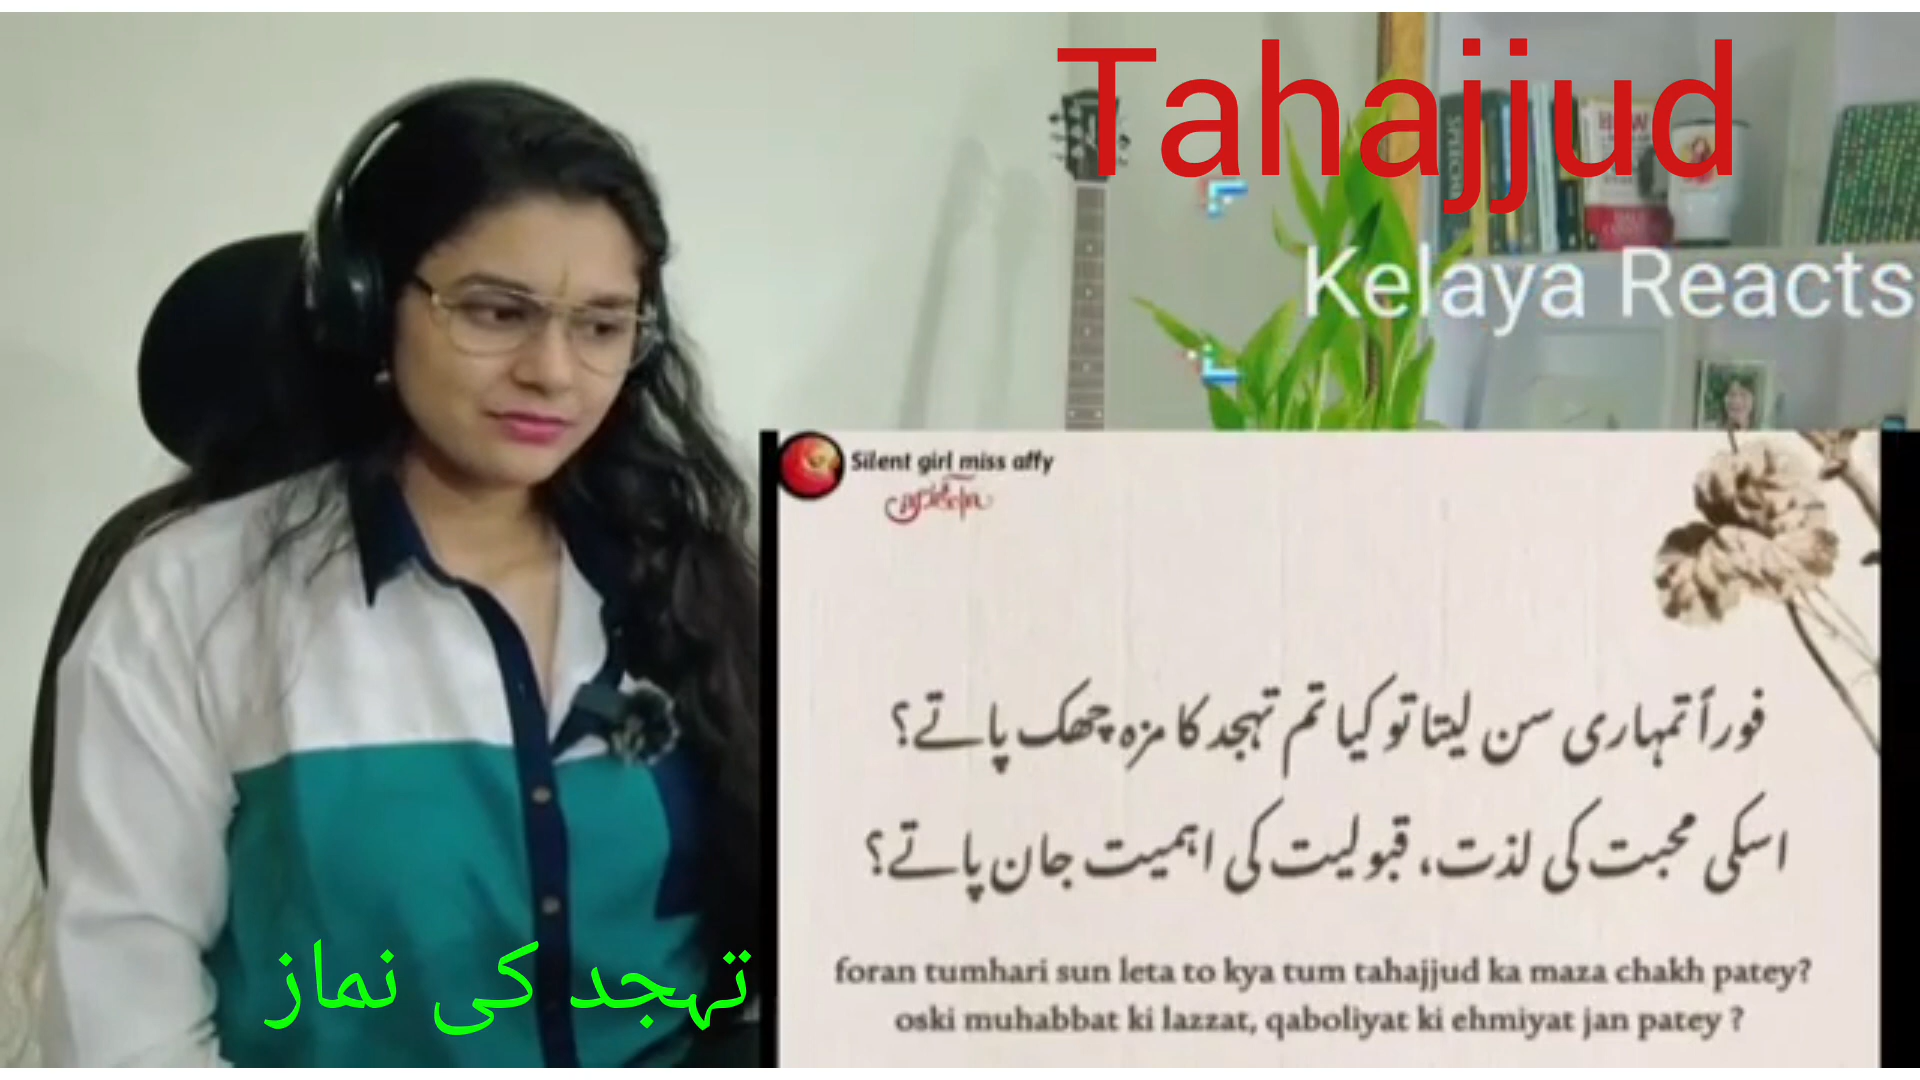 Tahajjud
Kelaya Reacts
Silent girl miss affy
فوراً تمہاری سن لیتا تو کیا تم تہجد کا مزہ چھک پاتے؟
اسکی محبت کی لذت، قبولیت کی اہمیت جان پاتے؟
foran tumhari sun leta to kya tum tahajjud ka maza chakh patey?
oski muhabbat ki lazzat, qaboliyat ki ehmiyat jan patey ?
تہجد کی نماز